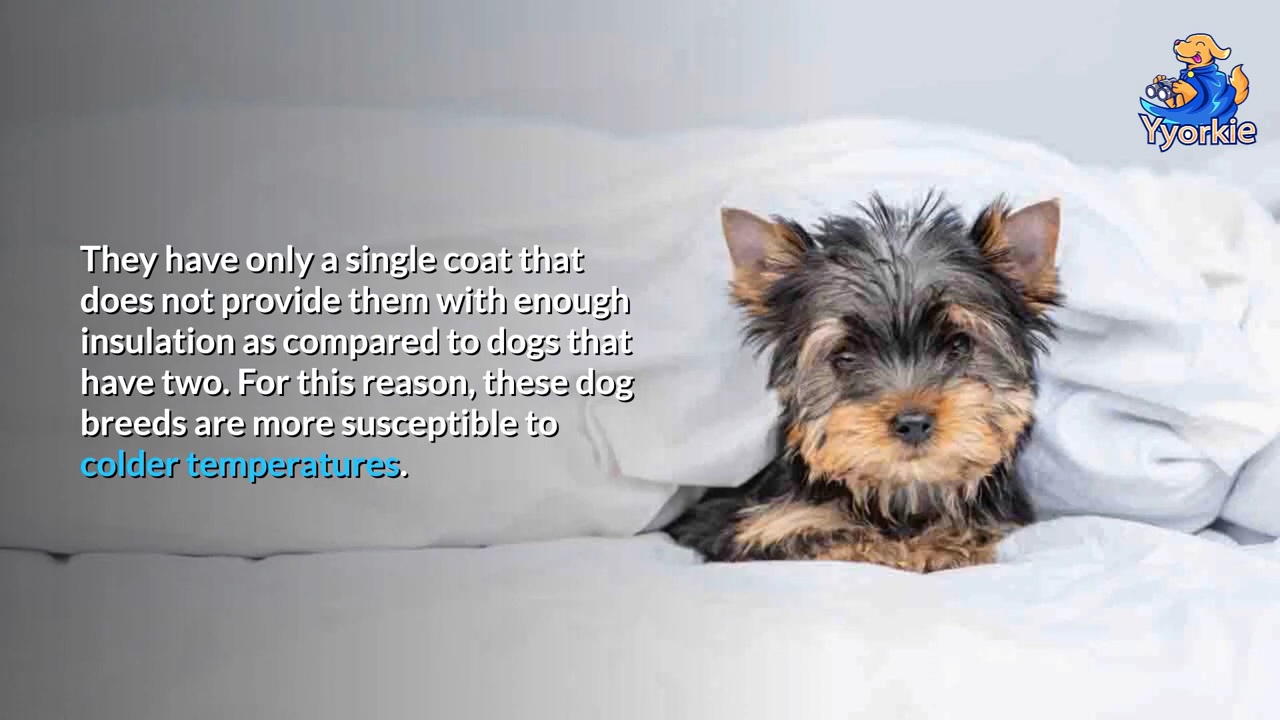 Yyorkie
They have only a single coat that
does not provide them with enough
insulation as compared to dogs that
have two. For this reason, these dog
breeds are more susceptible to
colder temperatures.